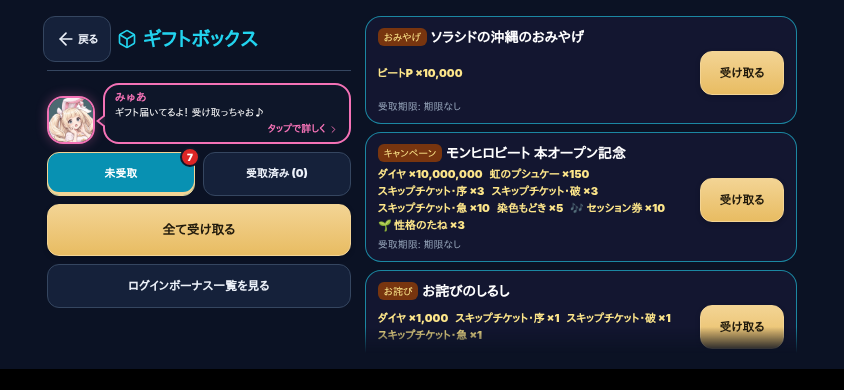 戻る
ギフトボックス
みゅあ
ギフト届いてるよ! 受け取っちゃお♪
タップで詳しく
未受取
7
受取済み (0)
全て受け取る
ログインボーナス一覧を見る
おみやげ ソラシドの沖縄のおみやげ
ビートP ×10,000
受取期限: 期限なし
受け取る
キャンペーン モンヒロビート 本オープン記念
ダイヤ ×10,000,000 虹のプシュケー ×150
スキップチケット・序 ×3 スキップチケット・破 ×3
スキップチケット・急 ×10 染色もどき ×5 🎶 セッション券 ×10
🌱 性格のたね ×3
受取期限: 期限なし
受け取る
お詫び お詫びのしるし
ダイヤ ×1,000 スキップチケット・序 ×1 スキップチケット・破 ×1
スキップチケット・急 ×1
受け取る